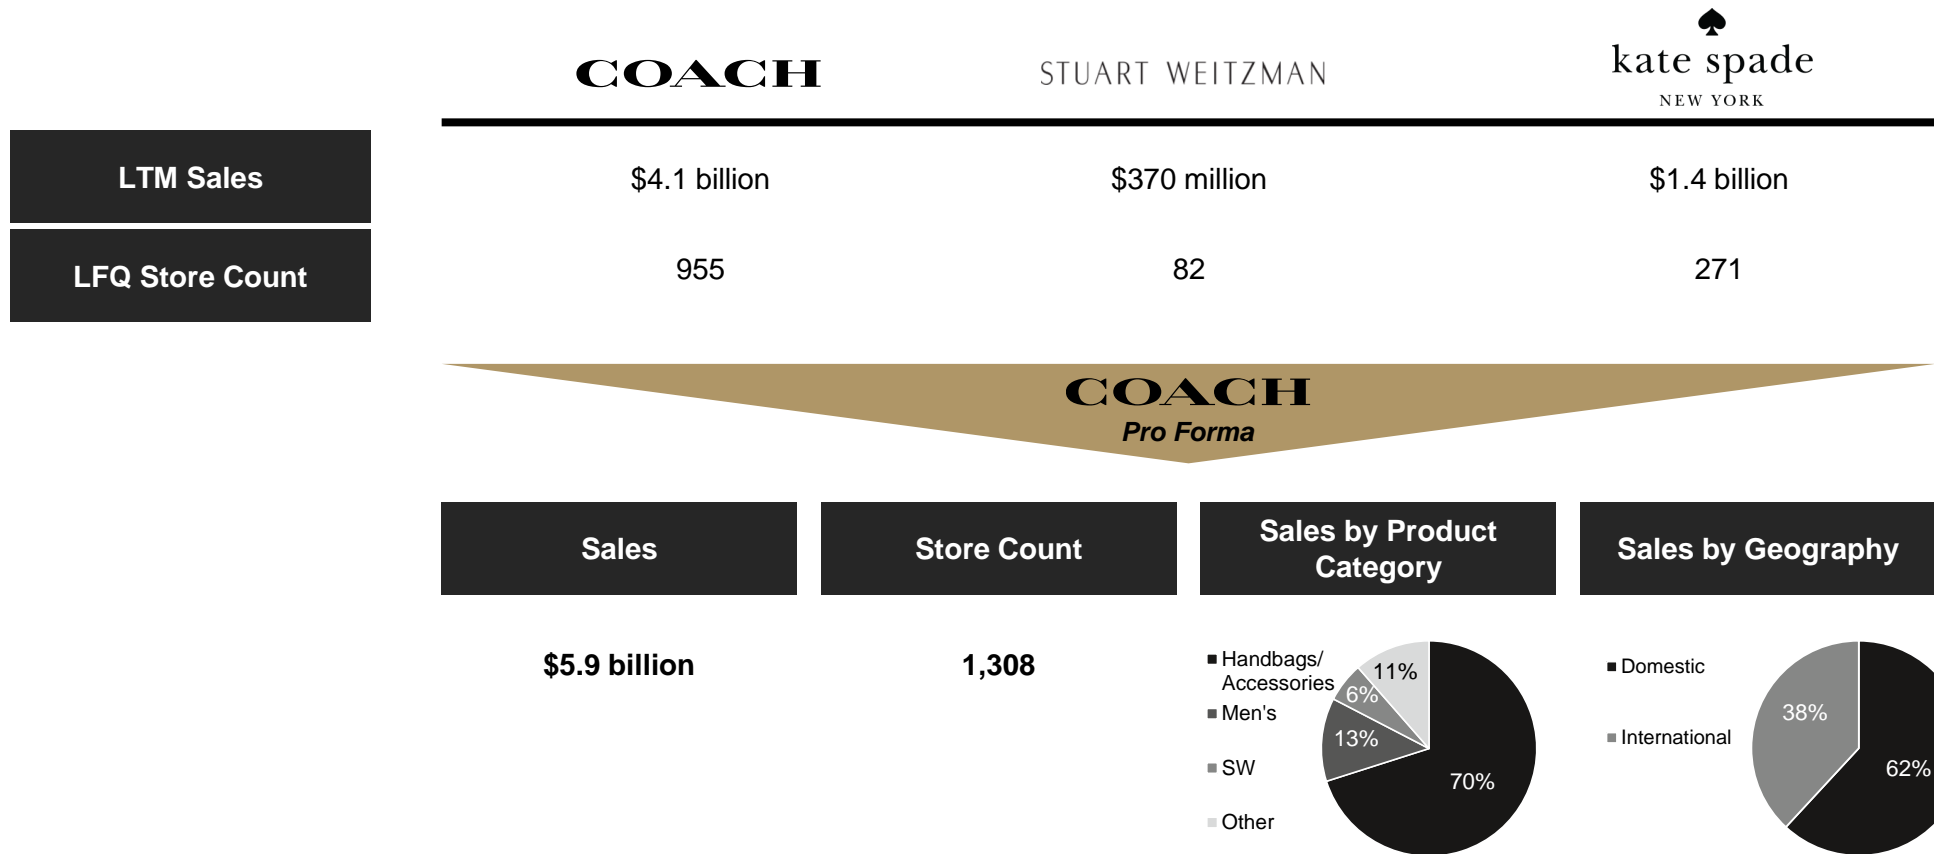 COACH
STUART WEITZMAN
kate spade
NEW YORK
LTM Sales
$4.1 billion
$370 million
$1.4 billion
LFQ Store Count
955
82
271
COACH
Pro Forma
Sales
Store Count
Sales by Product
Category
Sales by Geography
$5.9 billion
1,308
Handbags/
Accessories
Men's
SW
Other
11%
6%
13%
70%
Domestic
International
38%
62%